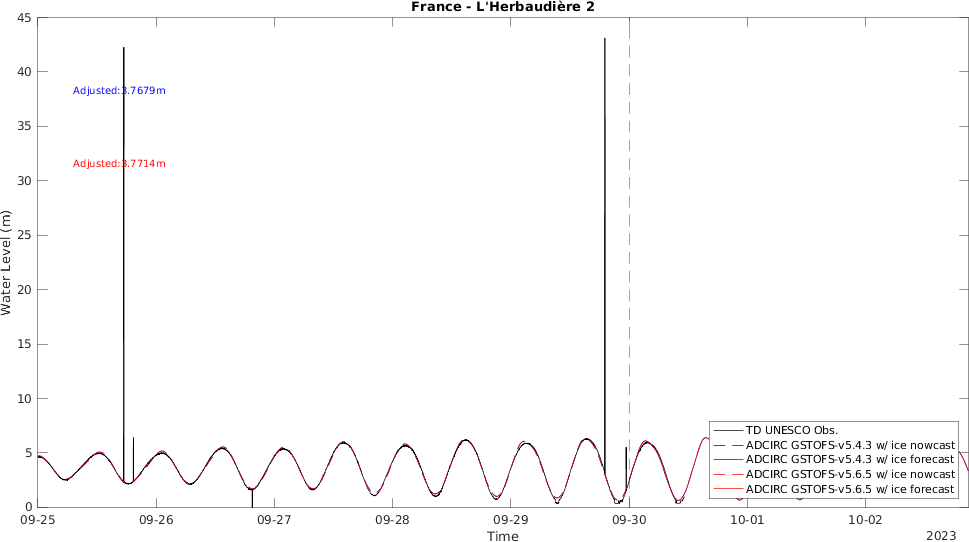 France - L'Herbaudière 2
45
40
35
30
25
20
15
10
5
0
Water Level (m)
Adjusted:3.7679m
Adjusted:3.7714m
TD UNESCO Obs.
ADCIRC GSTOFS-v5.4.3 w/ ice nowcast
ADCIRC GSTOFS-v5.4.3 w/ ice forecast
ADCIRC GSTOFS-v5.6.5 w/ ice nowcast
ADCIRC GSTOFS-v5.6.5 w/ ice forecast
09-25 09-26 09-27 09-28 09-29 09-30 10-01 10-02
Time
2023